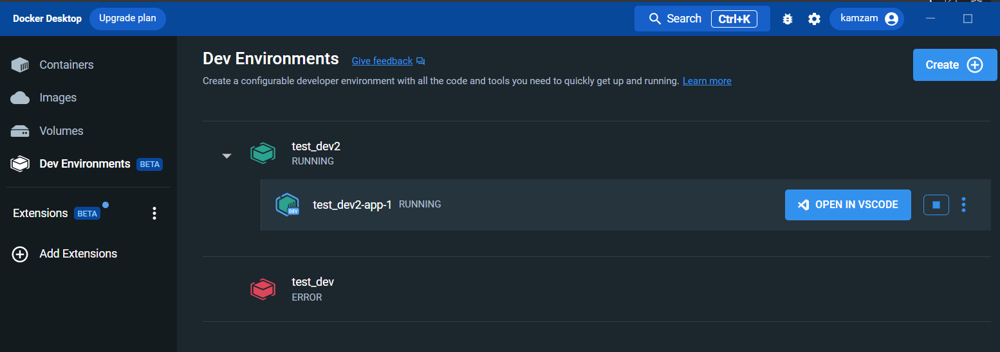 Docker Desktop Upgrade plan Search Ctrl+K kamzam
Containers
Images
Volumes
Dev Environments BETA
Extensions BETA
Add Extensions
Dev Environments Give feedback
Create
Create a configurable developer environment with all the code and tools you need to quickly get up and running. Learn more
test_dev2
RUNNING
test_dev2-app-1 RUNNING
DEV
OPEN IN VSCODE
test_dev
ERROR